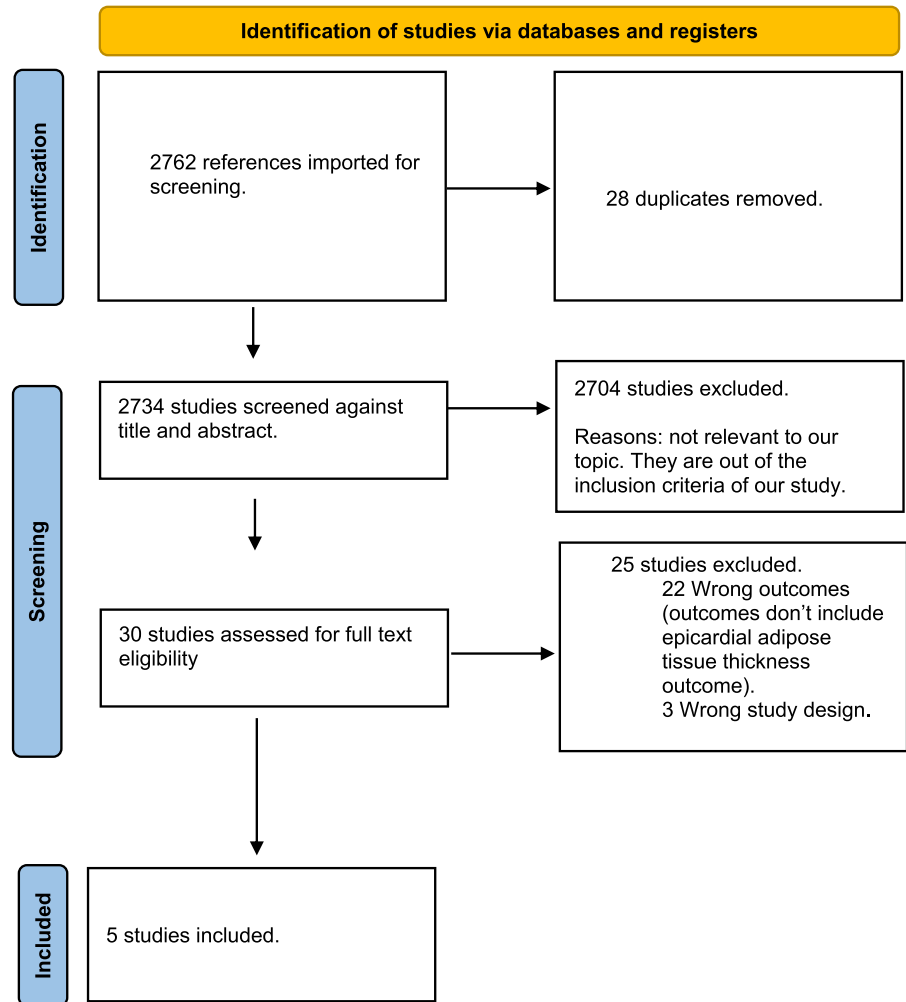 Identification of studies via databases and registers
Identification
2762 references imported for
screening.
28 duplicates removed.
Screening
2734 studies screened against
title and abstract.
2704 studies excluded.
Reasons: not relevant to our
topic. They are out of the
inclusion criteria of our study.
30 studies assessed for full text
eligibility
25 studies excluded.
22 Wrong outcomes
(outcomes don’t include
epicardial adipose
tissue thickness
outcome).
3 Wrong study design.
Included
5 studies included.